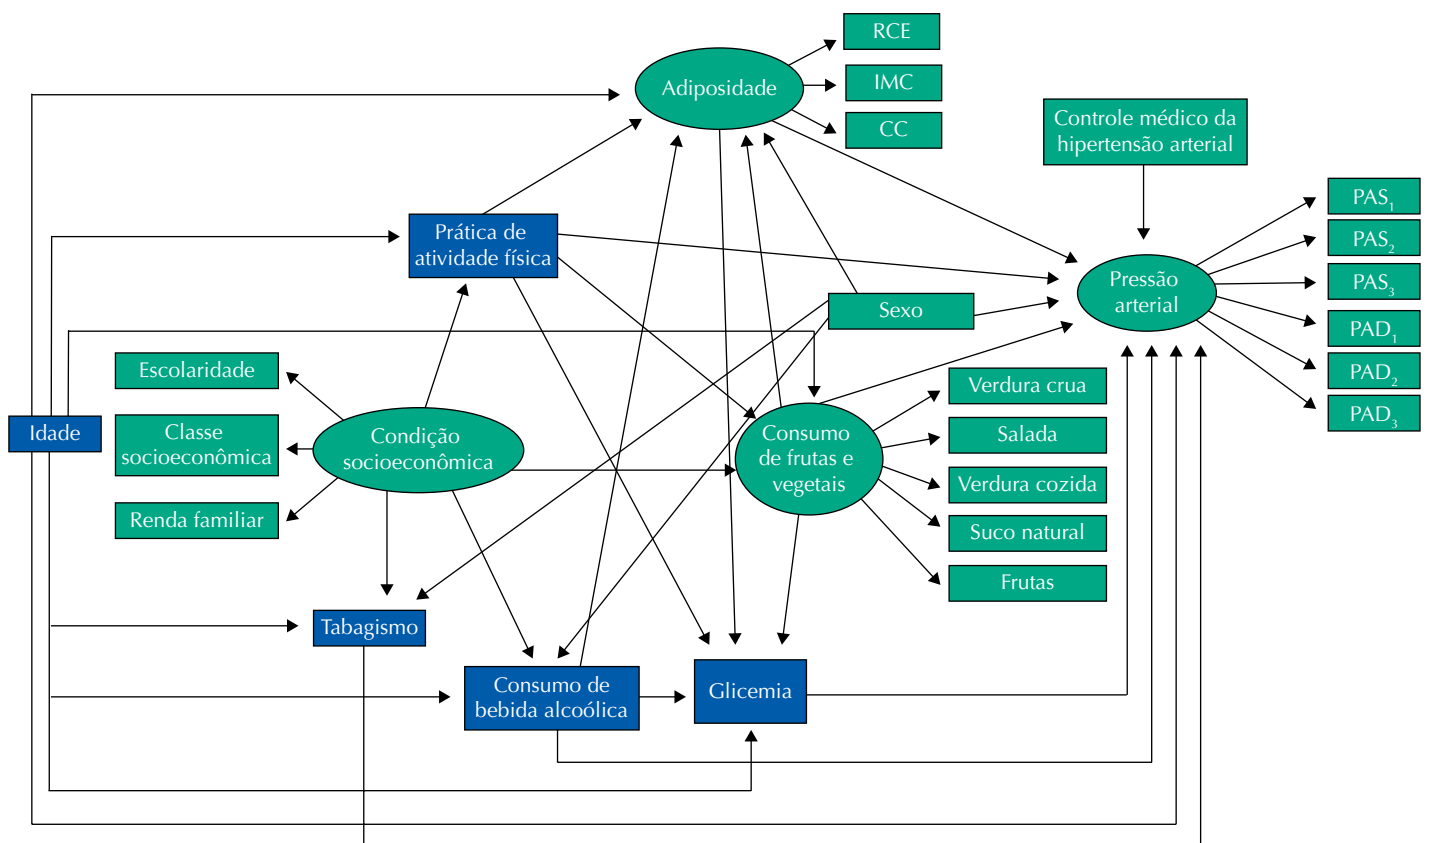 RCE
Adiposidade
IMC
CC
Controle médico da
hipertensão arterial
PAS1
PAS2
PAS3
PAD1
PAD2
PAD3
Prática de
atividade física
Pressão
arterial
Sexo
Escolaridade
Classe
socioeconômica
Renda familiar
Idade
Condição
socioeconômica
Consumo
de frutas e
vegetais
Verdura crua
Salada
Verdura cozida
Suco natural
Frutas
Tabagismo
Consumo de
bebida alcoólica
Glicemia